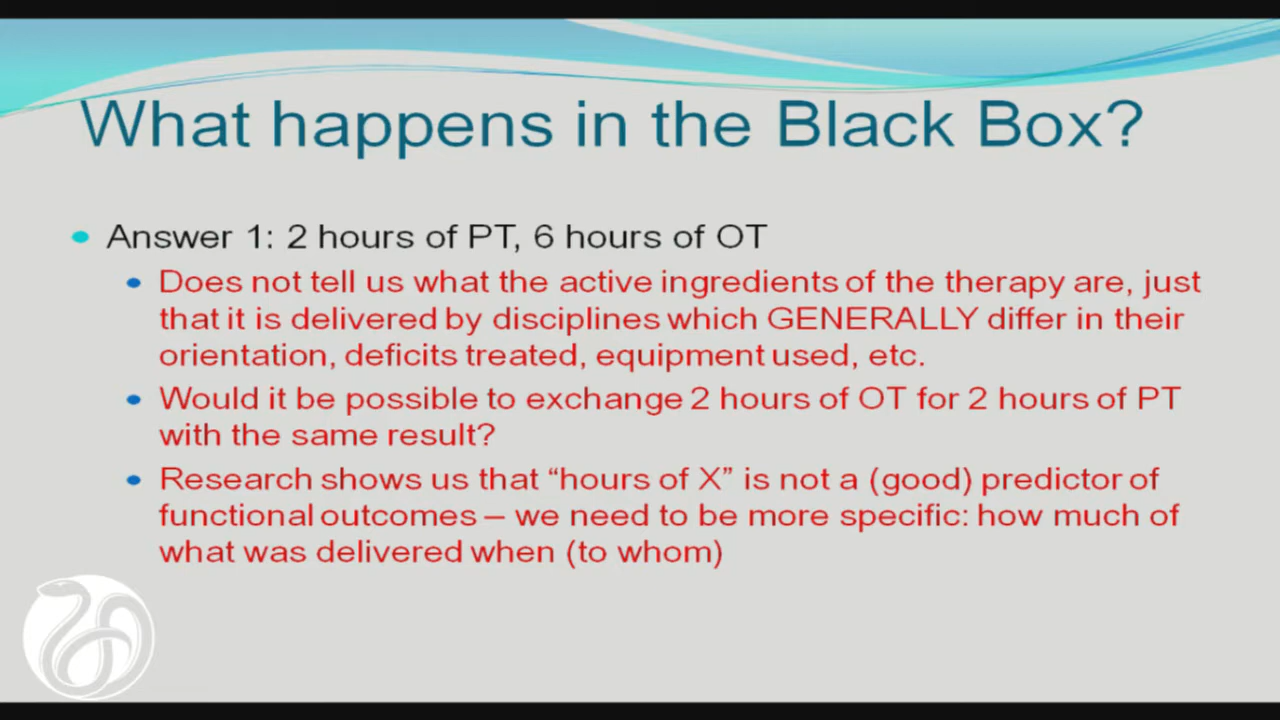 What happens in the Black Box?
Answer 1: 2 hours of PT, 6 hours of OT
Does not tell us what the active ingredients of the therapy are, just
that it is delivered by disciplines which GENERALLY differ in their
orientation, deficits treated, equipment used, etc.
Would it be possible to exchange 2 hours of OT for 2 hours of PT
with the same result?
Research shows us that “hours of X” is not a (good) predictor of
functional outcomes – we need to be more specific: how much of
what was delivered when (to whom)